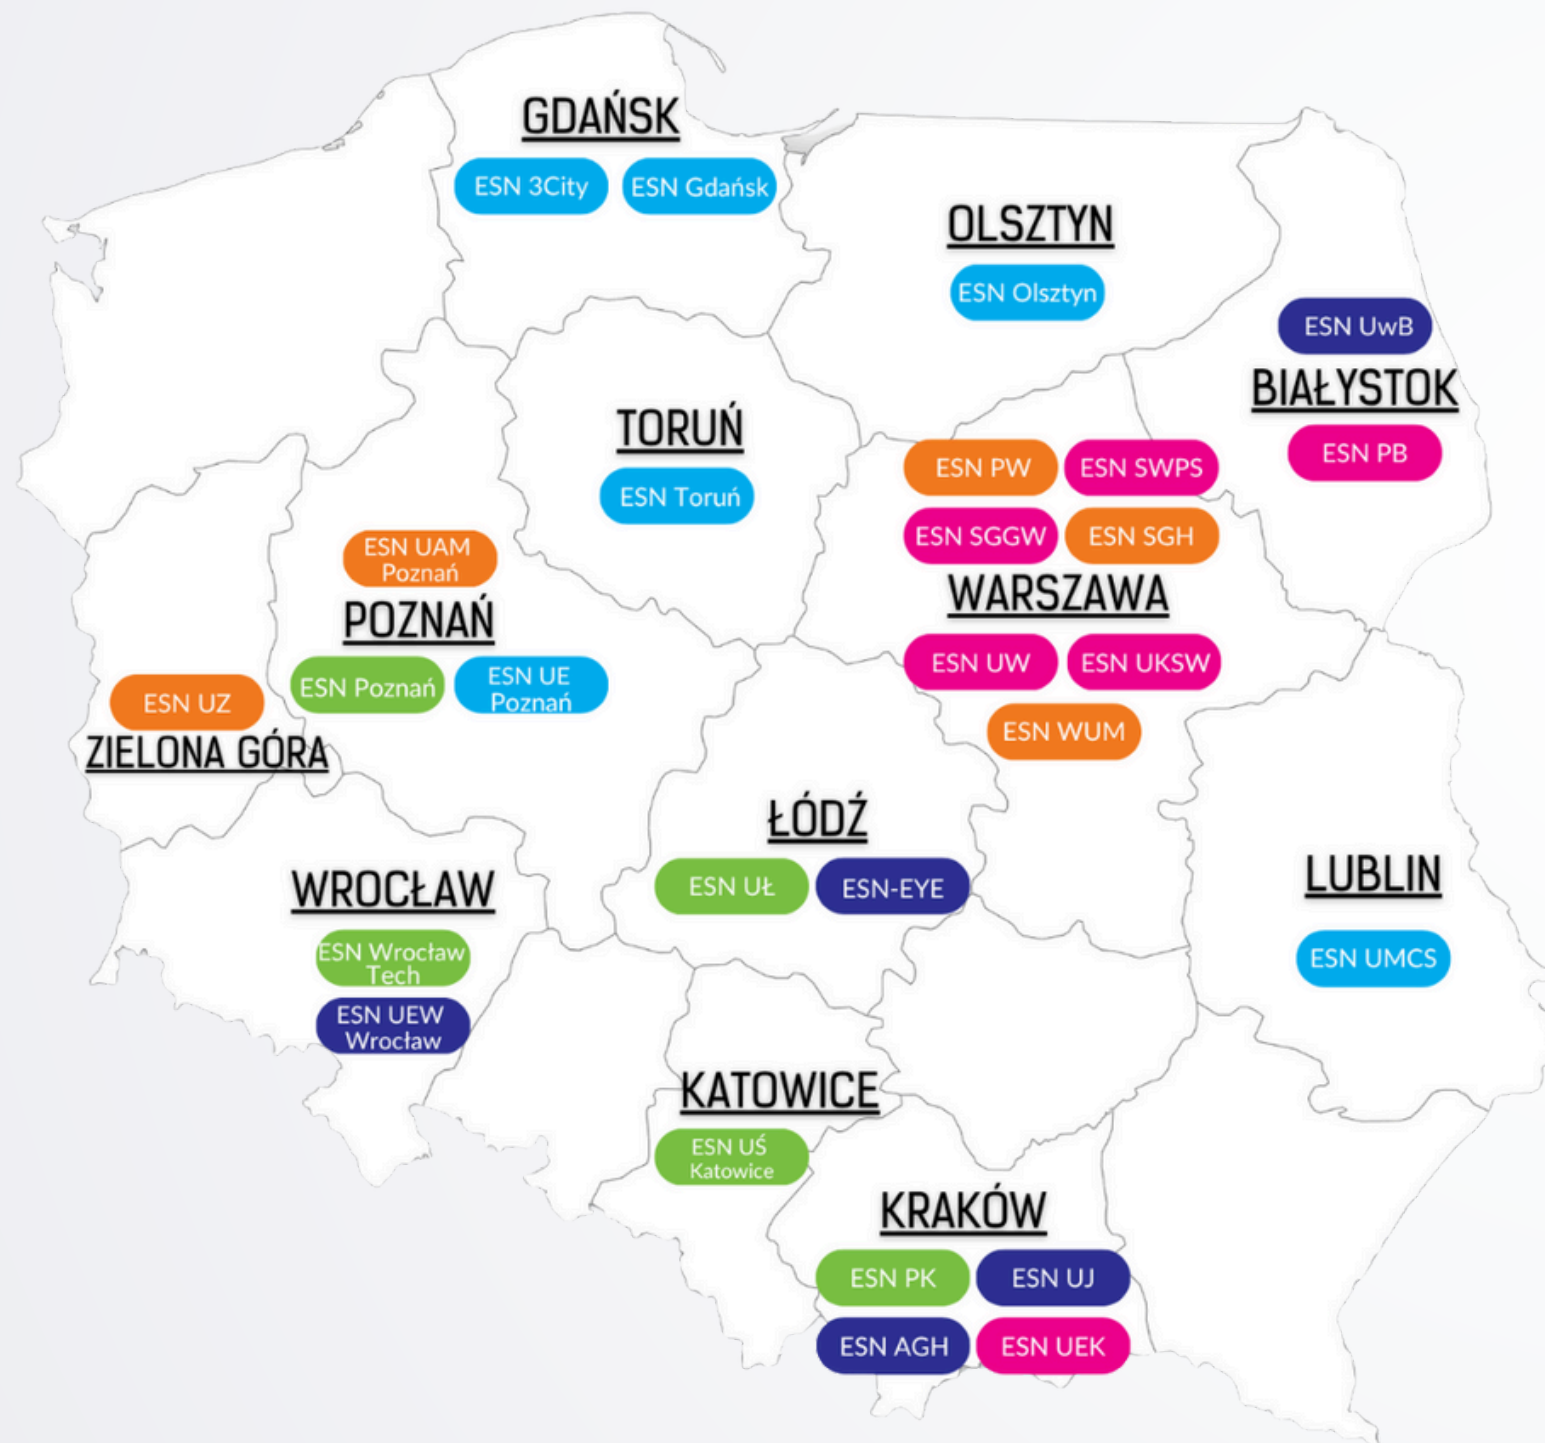 GDAŃSK
ESN 3City
ESN Gdańsk
OLSZTYN
ESN Olsztyn
ESN UwB
BIAŁYSTOK
ESN PB
TORUŃ
ESN Toruń
ESN PW
ESN SWPS
ESN SGGW
ESN SGH
WARSZAWA
ESN UW
ESN UKSW
ESN WUM
ESN UAM
Poznań
POZNAŃ
ESN Poznań
ESN UE
Poznań
ESN UZ
ZIELONA GÓRA
ŁÓDŹ
ESN UŁ
ESN-EYE
LUBLIN
ESN UMCS
WROCŁAW
ESN Wrocław
Tech
ESN UEW
Wrocław
KATOWICE
ESN UŚ
Katowice
KRAKÓW
ESN PK
ESN UJ
ESN AGH
ESN UEK